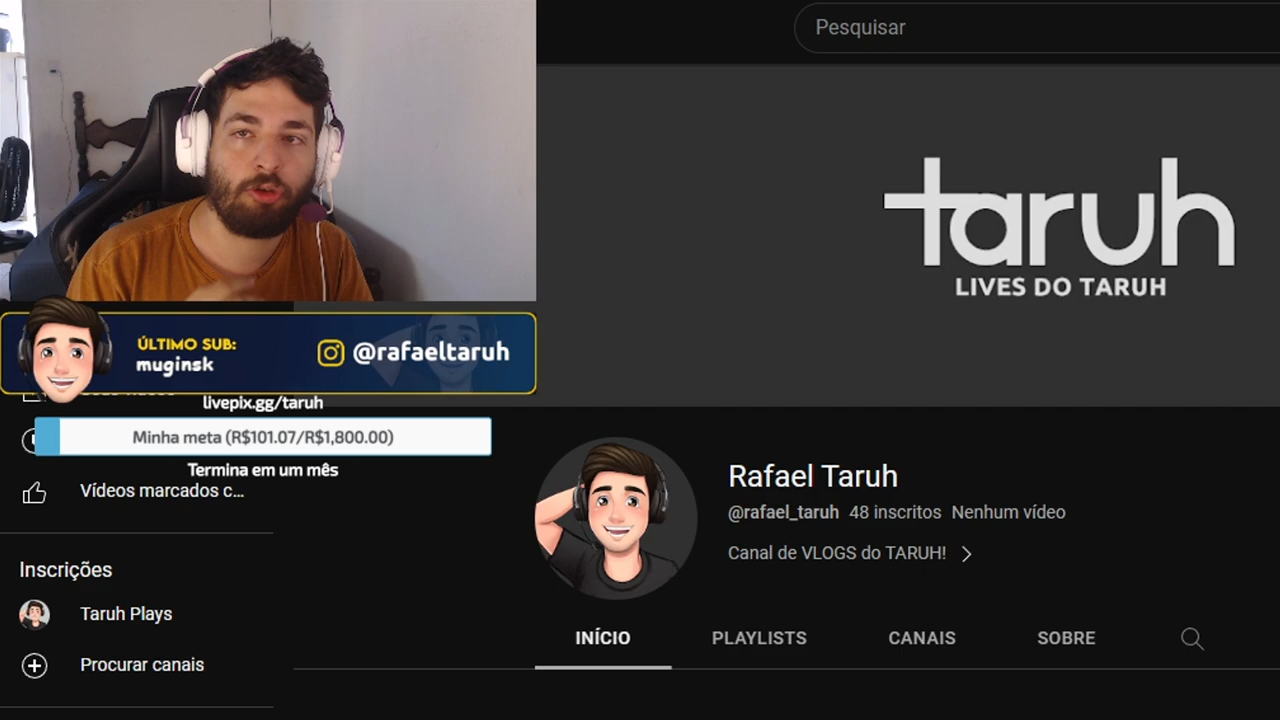 Pesquisar
taruh
LIVES DO TARUH
ÚLTIMO SUB:
muginsk
@rafaeltaruh
livepix.gg/taruh
Minha meta (R$101.07/R$1,800.00)
Termina em um mês
Vídeos marcados c...
Inscrições
Taruh Plays
Procurar canais
Rafael Taruh
@rafael_taruh 48 inscritos Nenhum vídeo
Canal de VLOGS do TARUH!
INÍCIO PLAYLISTS CANAIS SOBRE